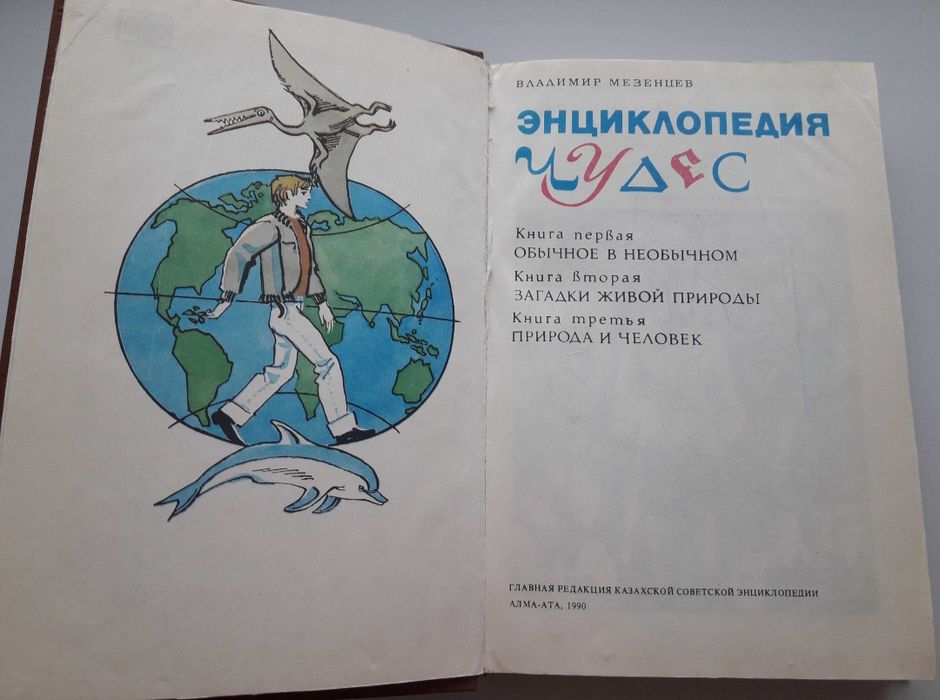 ВЛАДИМИР МЕЗЕНЦЕВ
ЭНЦИКЛОПЕДИЯ
ЧУДЕС
Книга первая
ОБЫЧНОЕ В НЕОБЫЧНОМ
Книга вторая
ЗАГАДКИ ЖИВОЙ ПРИРОДЫ
Книга третья
ПРИРОДА И ЧЕЛОВЕК
ГЛАВНАЯ РЕДАКЦИЯ КАЗАХСКОЙ СОВЕТСКОЙ ЭНЦИКЛОПЕДИИ
АЛМА-АТА, 1990